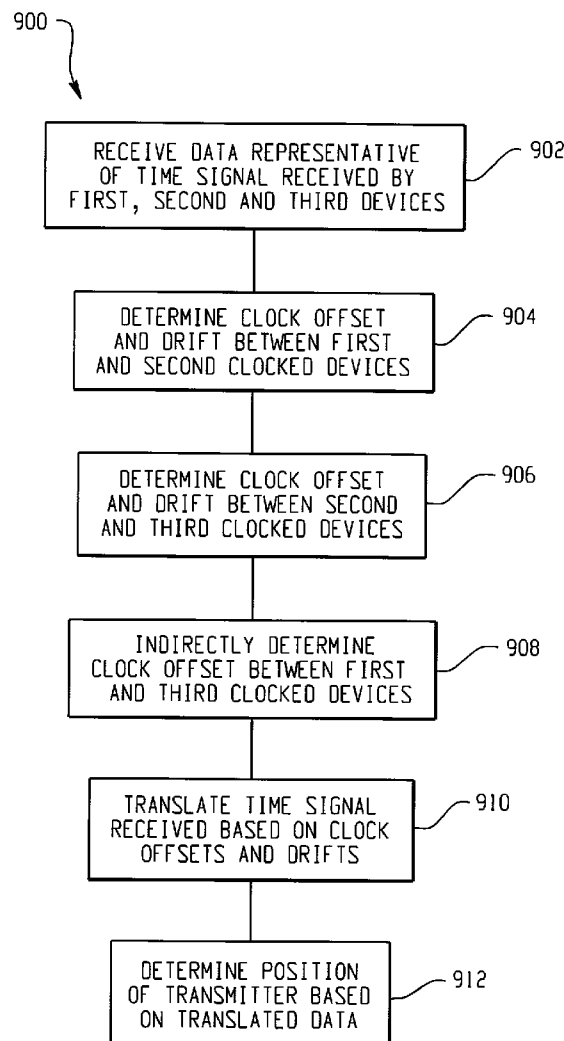 900
RECEIVE DATA REPRESENTATIVE
OF TIME SIGNAL RECEIVED BY
FIRST, SECOND AND THIRD DEVICES
902
DETERMINE CLOCK OFFSET
AND DRIFT BETWEEN FIRST
AND SECOND CLOCKED DEVICES
904
DETERMINE CLOCK OFFSET
AND DRIFT BETWEEN SECOND
AND THIRD CLOCKED DEVICES
906
INDIRECTLY DETERMINE
CLOCK OFFSET BETWEEN FIRST
AND THIRD CLOCKED DEVICES
908
TRANSLATE TIME SIGNAL
RECEIVED BASED ON CLOCK
OFFSETS AND DRIFTS
910
DETERMINE POSITION
OF TRANSMITTER BASED
ON TRANSLATED DATA
912